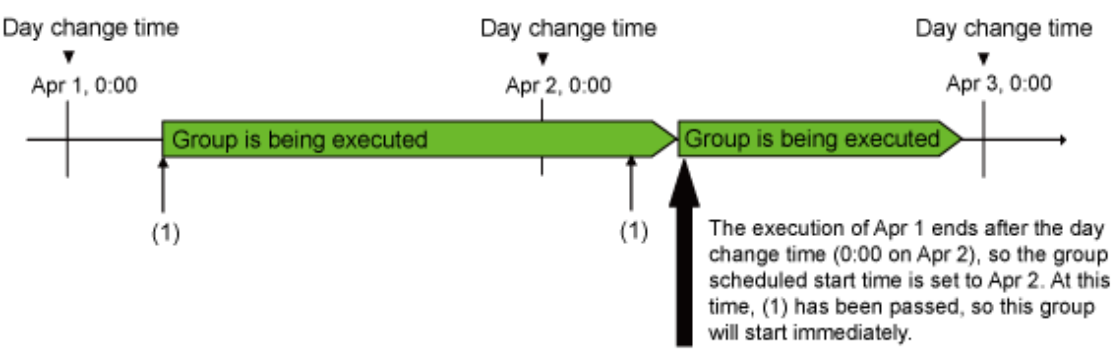 Day change time Day change time Day change time
Apr 1, 0:00 Apr 2, 0:00 Apr 3, 0:00
Group is being executed Group is being executed
(1) (1)
The execution of Apr 1 ends after the day
change time (0:00 on Apr 2), so the group
scheduled start time is set to Apr 2. At this
time, (1) has been passed, so this group
will start immediately.